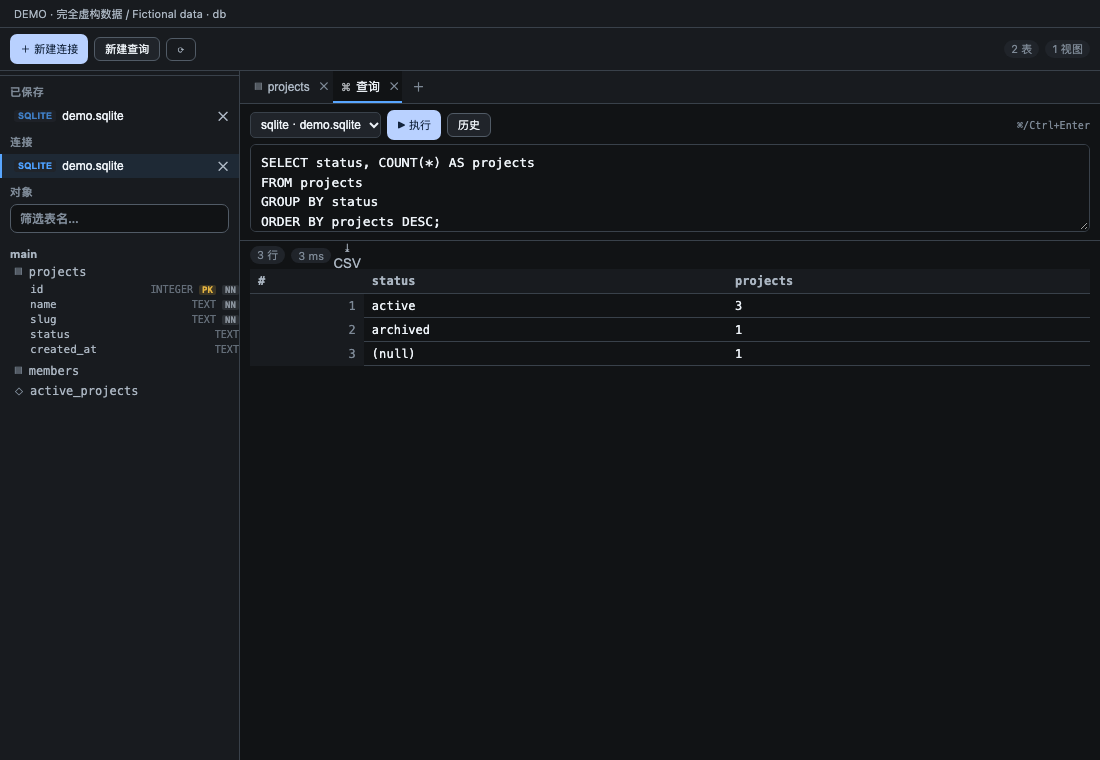 DEMO · 完全虚构数据 / Fictional data · db
+ 新建连接 新建查询 ⟳ 2 表 1 视图
已保存
SQLITE demo.sqlite ×
连接
SQLITE demo.sqlite ×
对象
筛选表名...
main
projects
id INTEGER PK NN
name TEXT NN
slug TEXT NN
status TEXT
created_at TEXT
members
◇ active_projects
projects × ⌘ 查询 × +
sqlite · demo.sqlite ▶ 执行 历史 ⌘/Ctrl+Enter
SELECT status, COUNT(*) AS projects
FROM projects
GROUP BY status
ORDER BY projects DESC;
3 行 3 ms ⤓ CSV
# status projects
1 active 3
2 archived 1
3 (null) 1